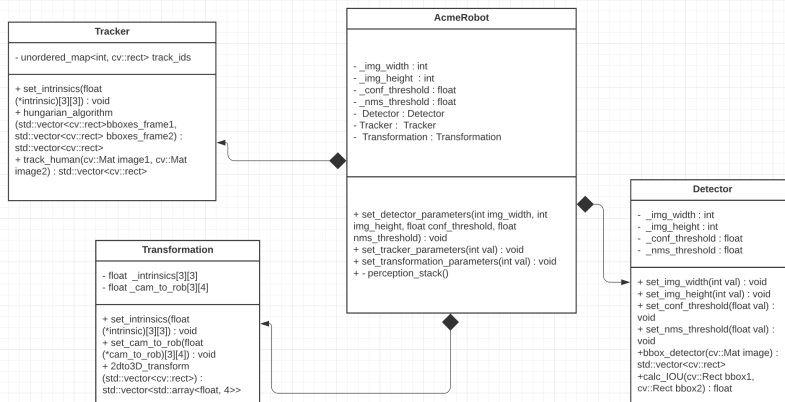 Tracker
- unordered_map<int, cv::rect> track_ids
+ set_intrinsics(float
(*intrinsic)[3][3]) : void
+ hungarian_algorithm
(std::vector<cv::rect>bboxes_frame1,
std::vector<cv::rect> bboxes_frame2) :
std::vector<cv::rect>
+ track_human(cv::Mat image1, cv::Mat
image2) : std::vector<cv::rect>
AcmeRobot
- _img_width : int
- _img_height : int
- _conf_threshold : float
- _nms_threshold : float
- Detector : Detector
- Tracker : Tracker
- Transformation : Transformation
+ set_detector_parameters(int img_width, int
img_height, float conf_threshold, float
nms_threshold) : void
+ set_tracker_parameters(int val) : void
+ set_transformation_parameters(int val) : void
+ - perception_stack()
Detector
- _img_width : int
- _img_height : int
- _conf_threshold : float
- _nms_threshold : float
+ set_img_width(int val) : void
+ set_img_height(int val) : void
+ set_conf_threshold(float val) :
void
+ set_nms_threshold(float val) :
void
+bbox_detector(cv::Mat image) :
std::vector<cv::rect>
+calc_IOU(cv::Rect bbox1,
cv::Rect bbox2) : float
Transformation
- float _intrinsics[3][3]
- float _cam_to_rob[3][4]
+ set_intrinsics(float
(*intrinsic)[3][3]) : void
+ set_cam_to_rob(float
(*cam_to_rob)[3][4]) : void
+ 2dto3D_transform
(std::vector<cv::rect>) :
std::vector<std::array<float, 4>>